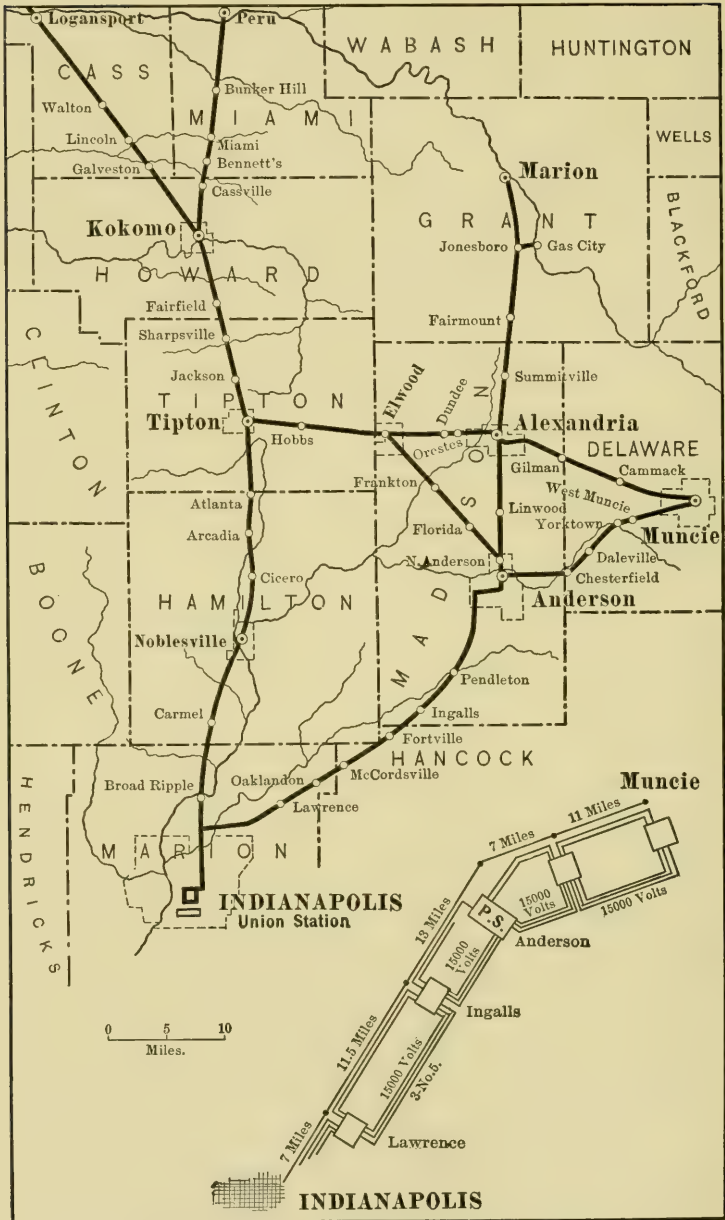 Logansport
Peru
WABASH
HUNTINGTON
CASS
Bunker Hill
Walton
MIAMI
WELLS
Lincoln
Miami
Bennett's
Galveston
Cassville
Marion
Kokomo
GRANT
BLACKFORD
Jonesboro
Gas City
HOWARD
Fairfield
Fairmount
CLINTON
Sharpsville
Jackson
Summitville
TIPTON
Elwood
Dundee
Tipton
Hobbs
Orestes
Alexandria
DELAWARE
Gilman
Cammack
Frankton
Atlanta
Linwood
West Muncie
Yorktown
Muncie
Florida
Arcadia
Daleville
N. Anderson
BOONE
Cicero
Chesterfield
HAMILTON
Anderson
MADISON
Noblesville
Pendleton
Carmel
Ingalls
Fortville
HANCOCK
McCordsville
Broad Ripple
Oaklandon
Lawrence
HENDRICKS
MARION
INDIANAPOLIS
Union Station
0 10
Miles.
Muncie
11 Miles
7 Miles
15000 Volts
15000
Volts
P.S.
Anderson
13 Miles
15000
Volts
Ingalls
11.5 Miles
15000 Volts
3-No.5.
Lawrence
7 Miles
INDIANAPOLIS